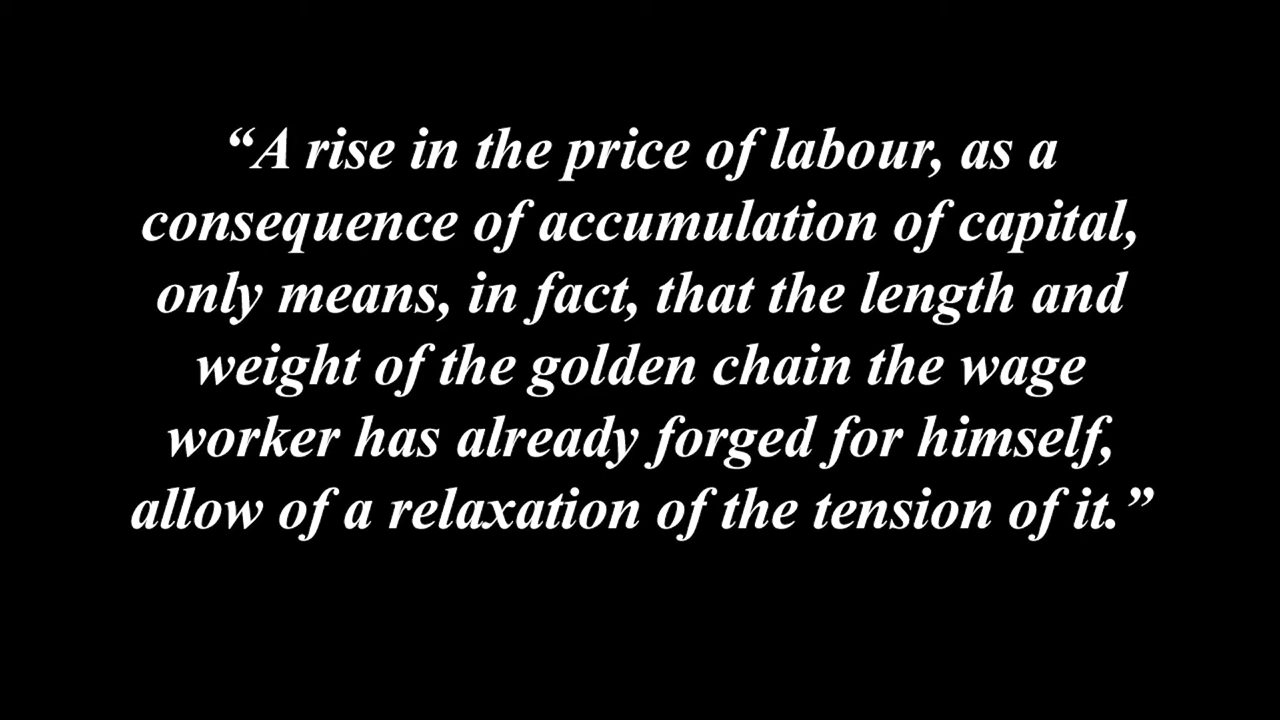 “A rise in the price of labour, as a
consequence of accumulation of capital,
only means, in fact, that the length and
weight of the golden chain the wage
worker has already forged for himself,
allow of a relaxation of the tension of it.”